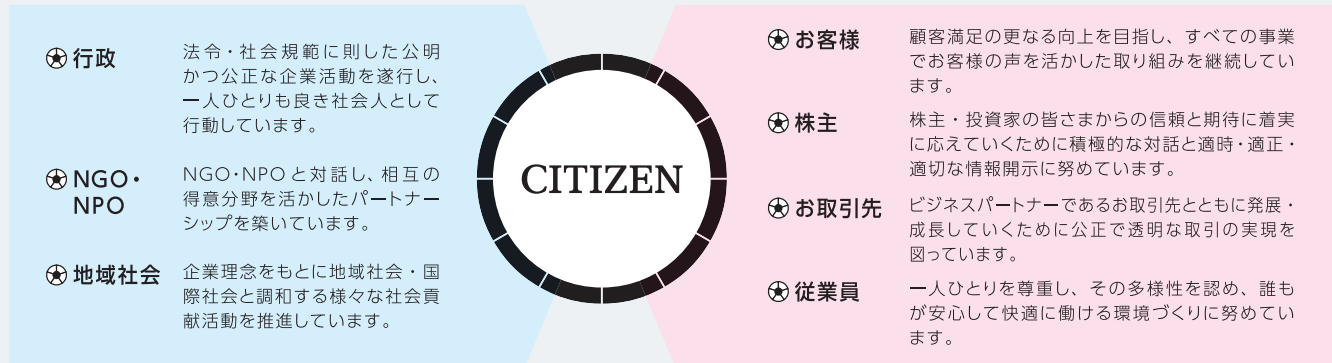 行政
法令・社会規範に則した公明
かつ公正な企業活動を遂行し、
一人ひとりも良き社会人として
行動しています。
NGO・
NPO
NGO・NPOと対話し、相互の
得意分野を活かしたパートナー
シップを築いています。
地域社会
企業理念をもとに地域社会・国
際社会と調和する様々な社会貢
献活動を推進しています。
CITIZEN
お客様
顧客満足の更なる向上を目指し、すべての事業
でお客様の声を活かした取り組みを継続してい
ます。
株主
株主・投資家の皆さまからの信頼と期待に着実
に応えていくために積極的な対話と適時・適正・
適切な情報開示に努めています。
お取引先
ビジネスパートナーであるお取引先とともに発展・
成長していくために公正で透明な取引の実現を
図っています。
従業員
一人ひとりを尊重し、その多様性を認め、誰も
が安心して快適に働ける環境づくりに努めてい
ます。